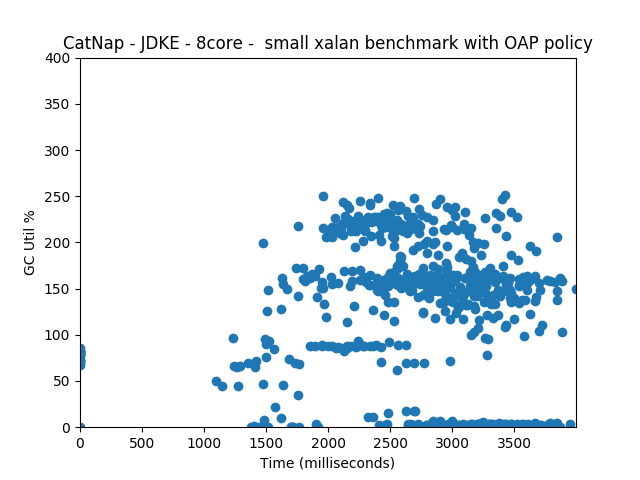 CatNap - JDKE - 8core -  small xalan benchmark with OAP policy
400
350
300
250
200
150
100
50
0
GC Util %
0 500 1000 1500 2000 2500 3000 3500
Time (milliseconds)